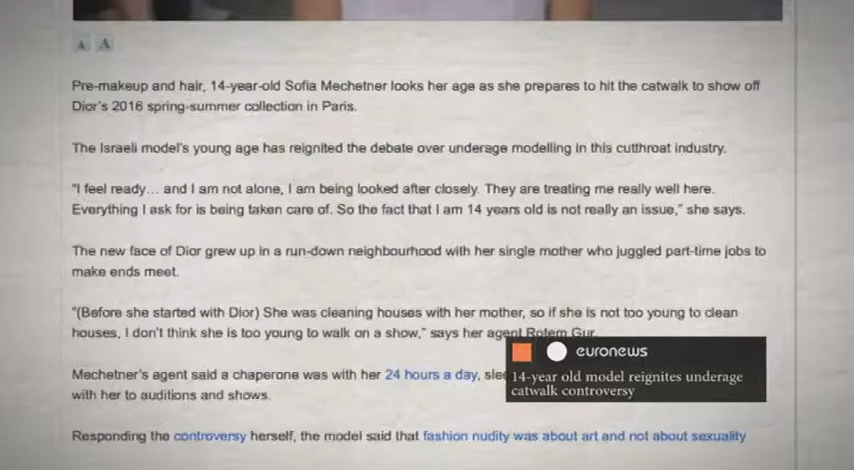 A A
Pre-makeup and hair, 14-year-old Sofia Mechetner looks her age as she prepares to hit the catwalk to show off
Dior's 2016 spring-summer collection in Paris.
The Israeli model's young age has reignited the debate over underage modelling in this cutthroat industry.
"I feel ready... and I am not alone, I am being looked after closely. They are treating me really well here.
Everything I ask for is being taken care of. So the fact that I am 14 years old is not really an issue," she says.
The new face of Dior grew up in a run-down neighbourhood with her single mother who juggled part-time jobs to
make ends meet.
"(Before she started with Dior) She was cleaning houses with her mother, so if she is not too young to clean
houses, I don't think she is too young to walk on a show," says her agent Rotem Gur.
Mechetner's agent said a chaperone was with her 24 hours a day,
with her to auditions and shows.
Responding the controversy herself, the model said that fashion nudity was about art and not about sexuality
euronews
14-year old model reignites underage
catwalk controversy